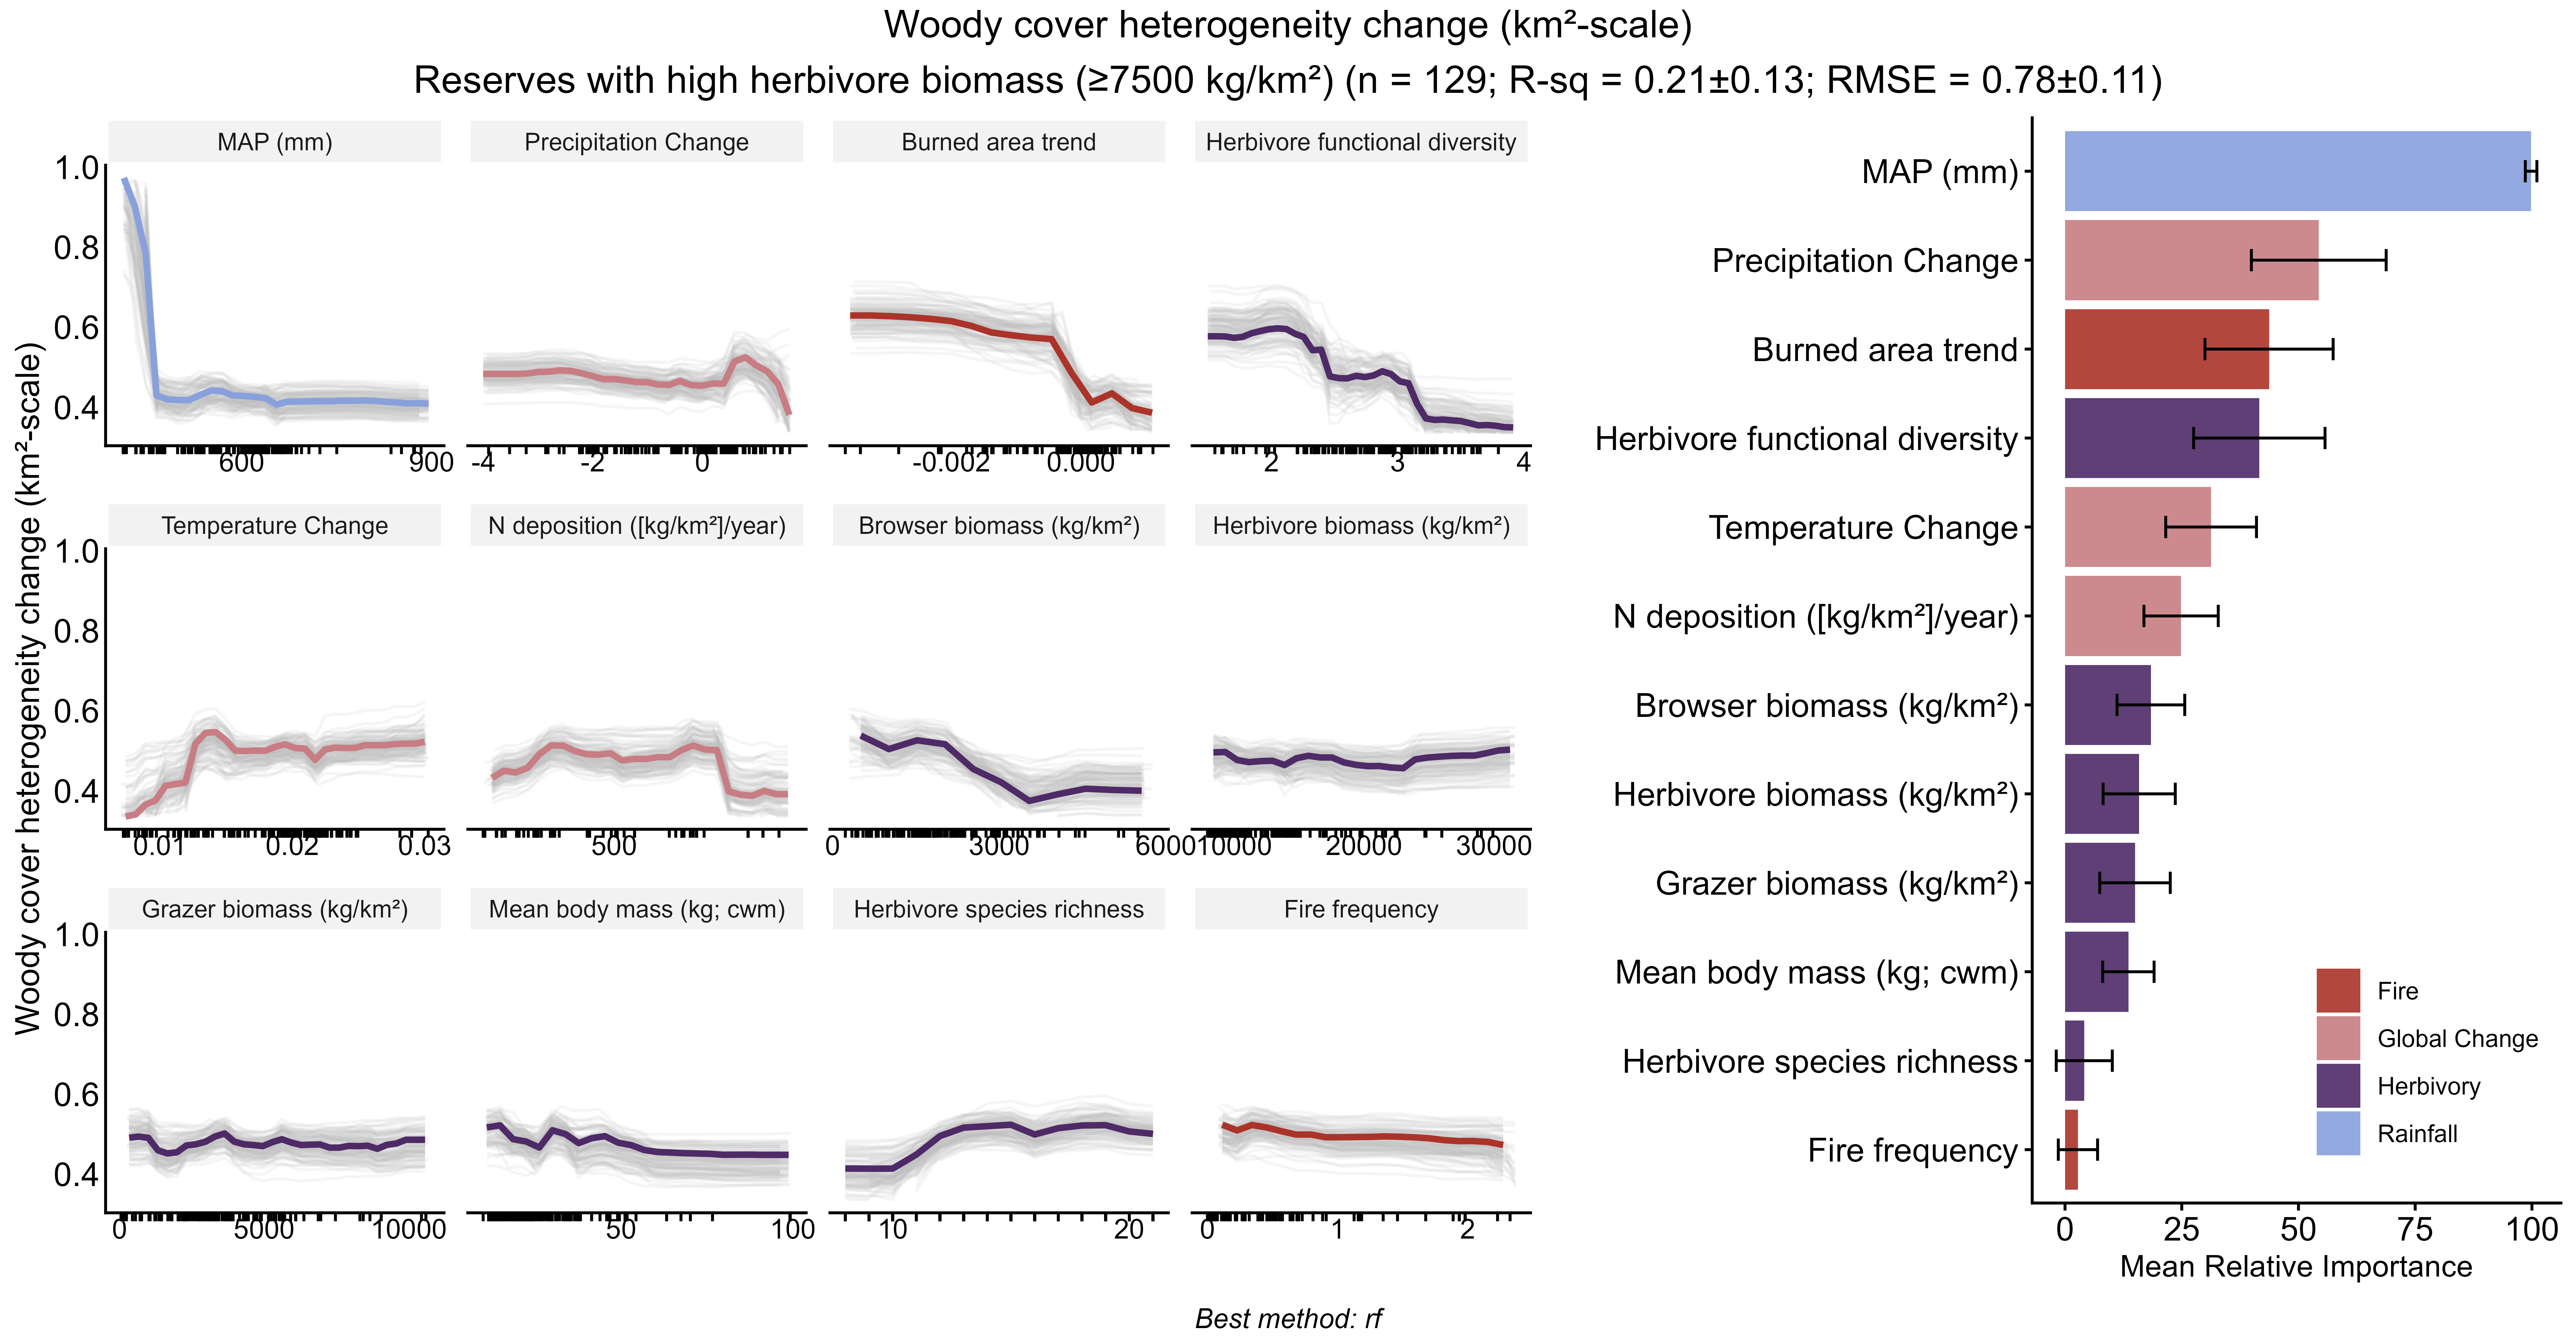 Woody cover heterogeneity change (km²-scale)
Reserves with high herbivore biomass (≥7500 kg/km²) (n = 129; R-sq = 0.21±0.13; RMSE = 0.78±0.11)
Woody cover heterogeneity change (km²-scale)
MAP (mm)
Precipitation Change
Burned area trend
Herbivore functional diversity
1.0
0.8
0.6
0.4
600 900
-4 -2 0
-0.002 0.000
2 3 4
Temperature Change
N deposition ([kg/km²]/year)
Browser biomass (kg/km²)
Herbivore biomass (kg/km²)
1.0
0.8
0.6
0.4
0.01 0.02 0.03
500
0 3000 6000
10000 20000 30000
Grazer biomass (kg/km²)
Mean body mass (kg; cwm)
Herbivore species richness
Fire frequency
1.0
0.8
0.6
0.4
0 5000 10000
50 100
10 20
0 1 2
Best method: rf
MAP (mm)
Precipitation Change
Burned area trend
Herbivore functional diversity
Temperature Change
N deposition ([kg/km²]/year)
Browser biomass (kg/km²)
Herbivore biomass (kg/km²)
Grazer biomass (kg/km²)
Mean body mass (kg; cwm)
Herbivore species richness
Fire frequency
0 25 50 75 100
Mean Relative Importance
Fire
Global Change
Herbivory
Rainfall